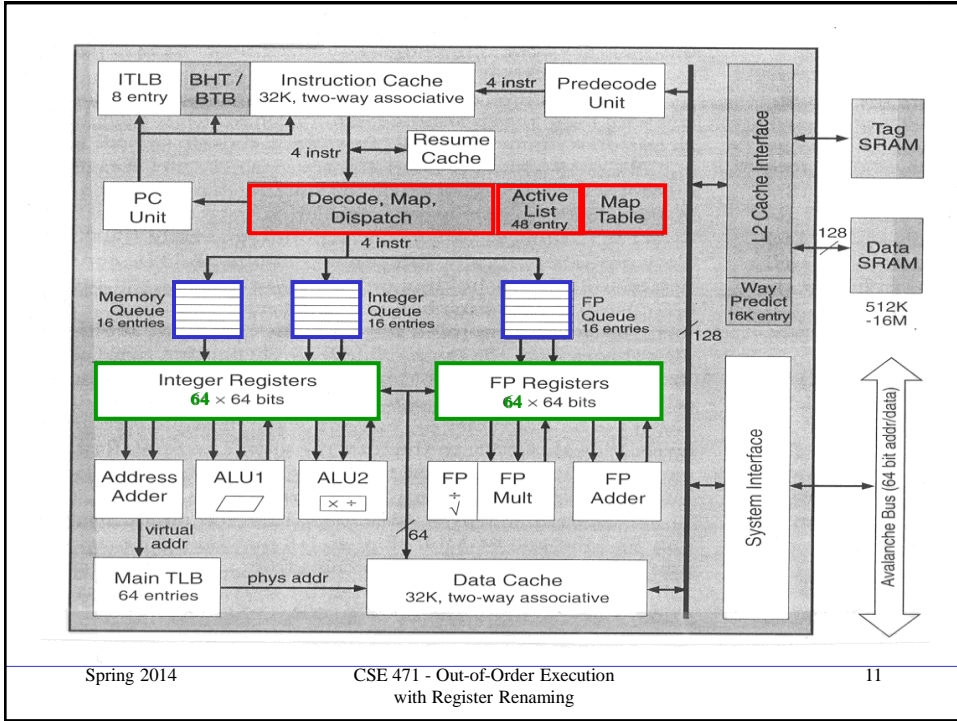 ITLB
8 entry
BHT /
BTB
Instruction Cache
32K, two-way associative
4 instr
Predecode
Unit
4 instr
Resume
Cache
PC
Unit
Decode, Map,
Dispatch
Active
List
48 entry
Map
Table
4 instr
Memory
Queue
16 entries
Integer
Queue
16 entries
FP
Queue
16 entries
128
Integer Registers
64 × 64 bits
FP Registers
64 × 64 bits
Address
Adder
ALU1
ALU2
× ÷
FP
÷
√
FP
Mult
FP
Adder
virtual
addr
64
Main TLB
64 entries
phys addr
Data Cache
32K, two-way associative
L2 Cache Interface
Way
Predict
16K entry
System Interface
Tag
SRAM
128
Data
SRAM
512K
-16M
Avalanche Bus (64 bit addr/data)
Spring 2014
CSE 471 - Out-of-Order Execution
with Register Renaming
11